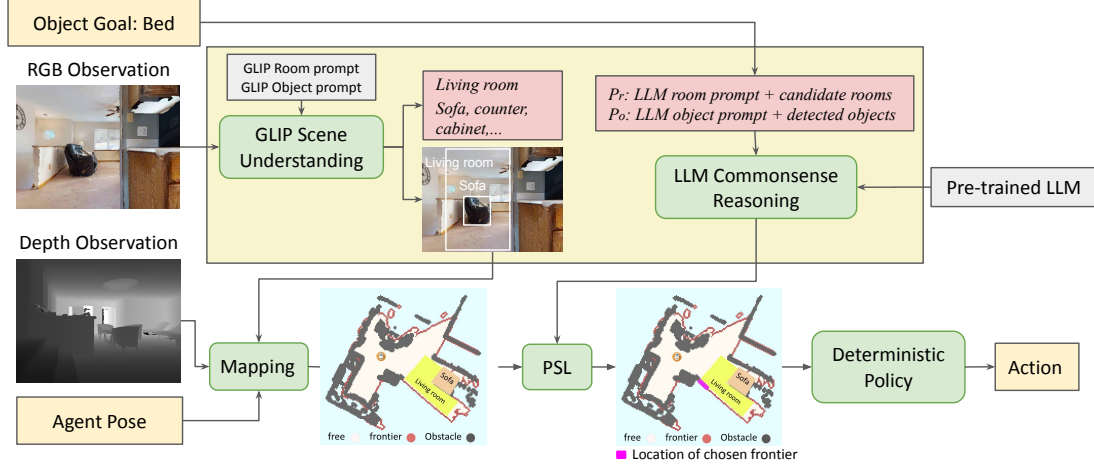 Object Goal: Bed
RGB Observation
GLIP Room prompt
GLIP Object prompt
GLIP Scene
Understanding
Living room
Sofa, counter,
cabinet,...
Living room
Sofa
Pr: LLM room prompt + candidate rooms
Po: LLM object prompt + detected objects
LLM Commonsense
Reasoning
Pre-trained LLM
Depth Observation
Mapping
Agent Pose
Sofa
Living room
free frontier Obstacle
PSL
Sofa
Living room
free frontier Obstacle
Location of chosen frontier
Deterministic
Policy
Action